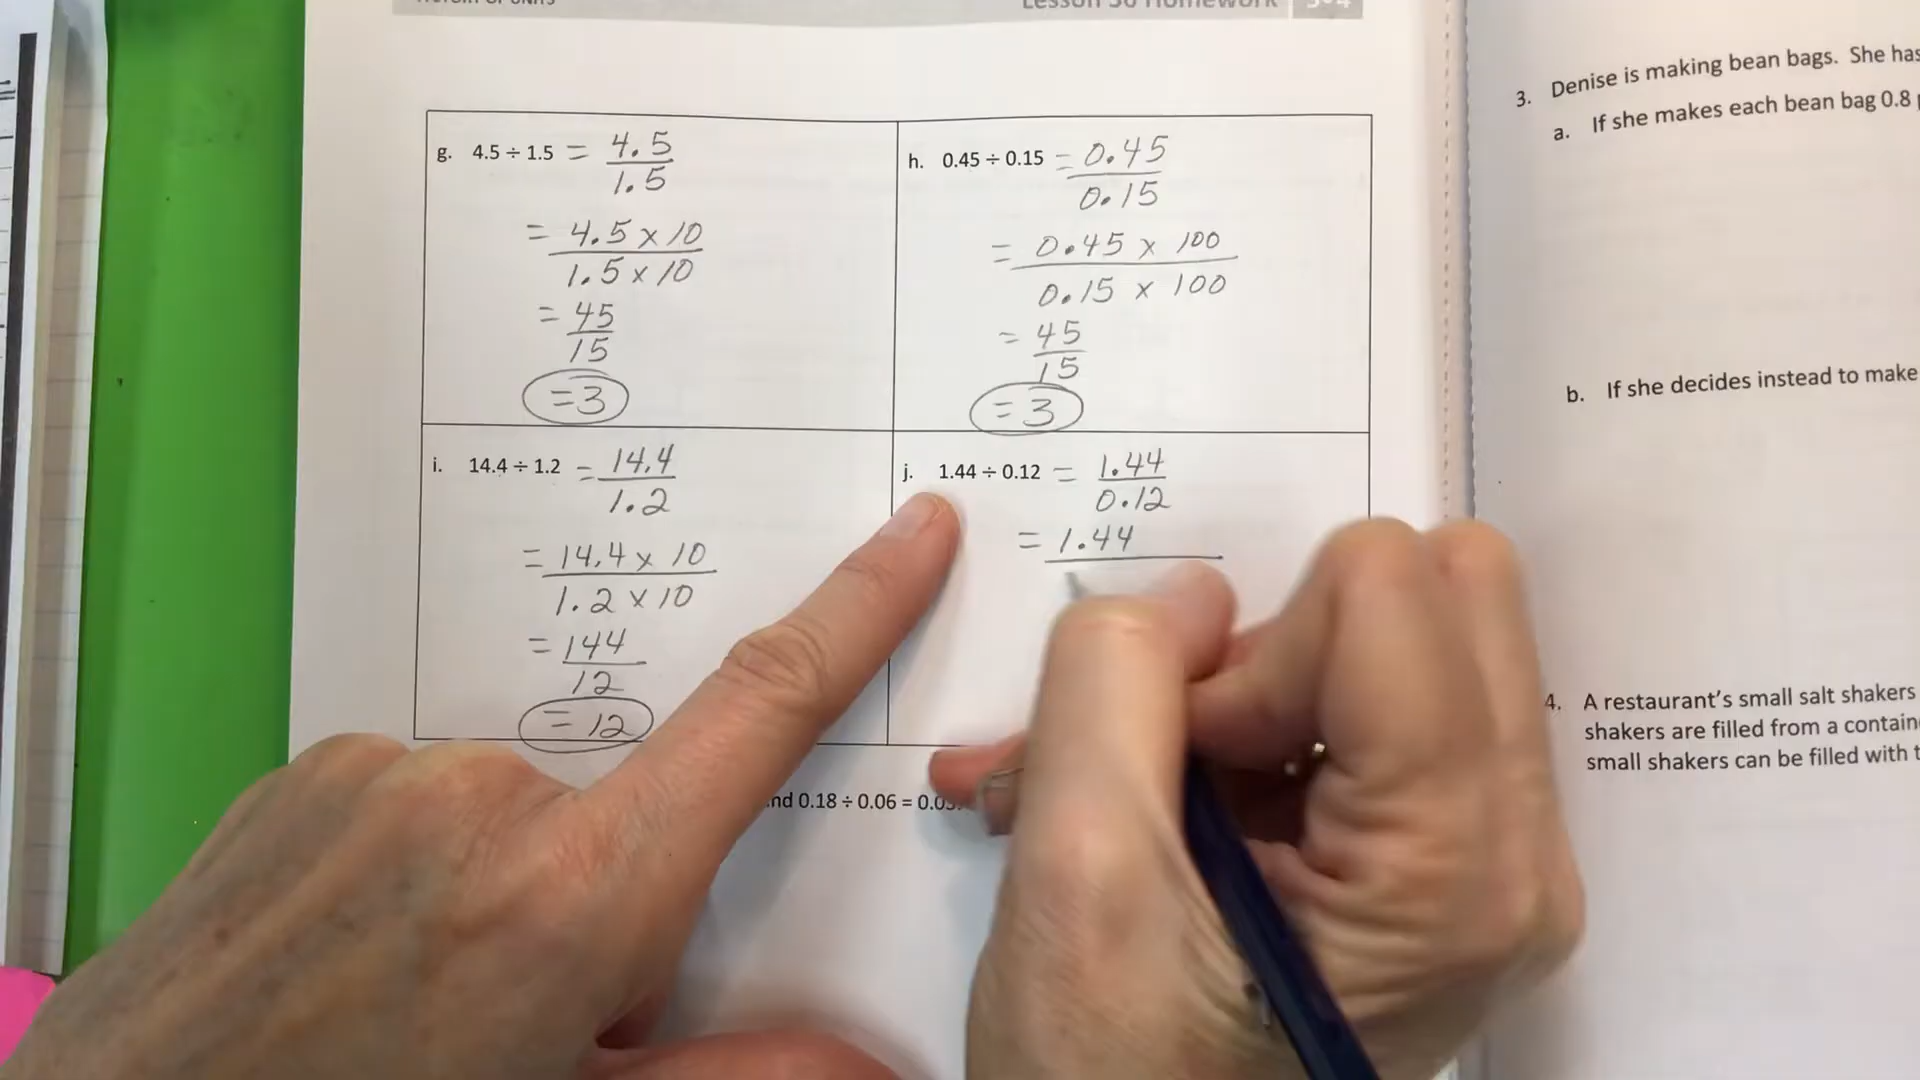 Lesson 30 Homework
g. 4.5 ÷ 1.5 = 4.5
1.5
= 4.5 x 10
1.5 x 10
= 45
15
= 3
h. 0.45 ÷ 0.15 = 0.45
0.15
= 0.45 x 100
0.15 x 100
= 45
15
= 3
i. 14.4 ÷ 1.2 = 14.4
1.2
= 14.4 x 10
1.2 x 10
= 144
12
= 12
j. 1.44 ÷ 0.12 = 1.44
0.12
= 1.44
nd 0.18 ÷ 0.06 = 0.03.
3. Denise is making bean bags. She has
a. If she makes each bean bag 0.8
b. If she decides instead to make
4. A restaurant's small salt shakers
shakers are filled from a contain
small shakers can be filled with t